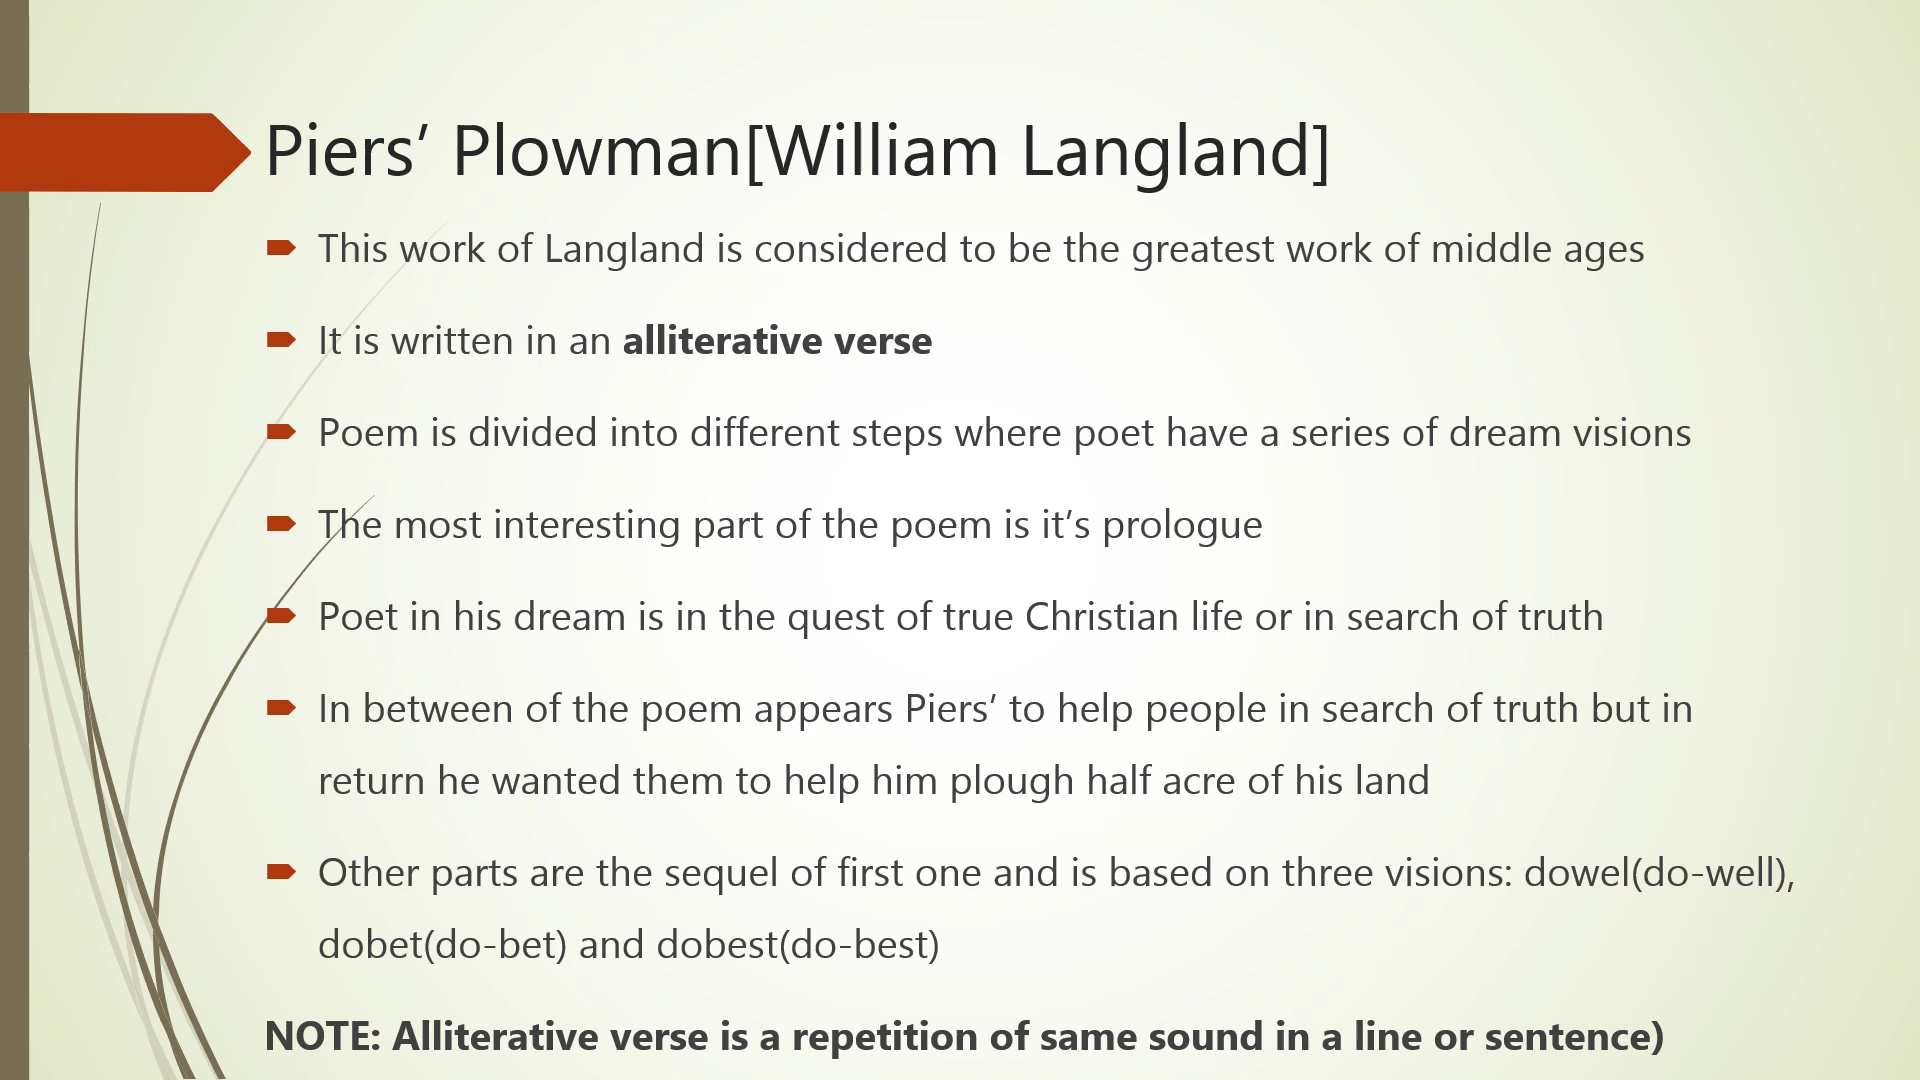 Piers’ Plowman[William Langland]
This work of Langland is considered to be the greatest work of middle ages
It is written in an alliterative verse
Poem is divided into different steps where poet have a series of dream visions
The most interesting part of the poem is it’s prologue
Poet in his dream is in the quest of true Christian life or in search of truth
In between of the poem appears Piers’ to help people in search of truth but in
return he wanted them to help him plough half acre of his land
Other parts are the sequel of first one and is based on three visions: dowel(do-well),
dobet(do-bet) and dobest(do-best)
NOTE: Alliterative verse is a repetition of same sound in a line or sentence)